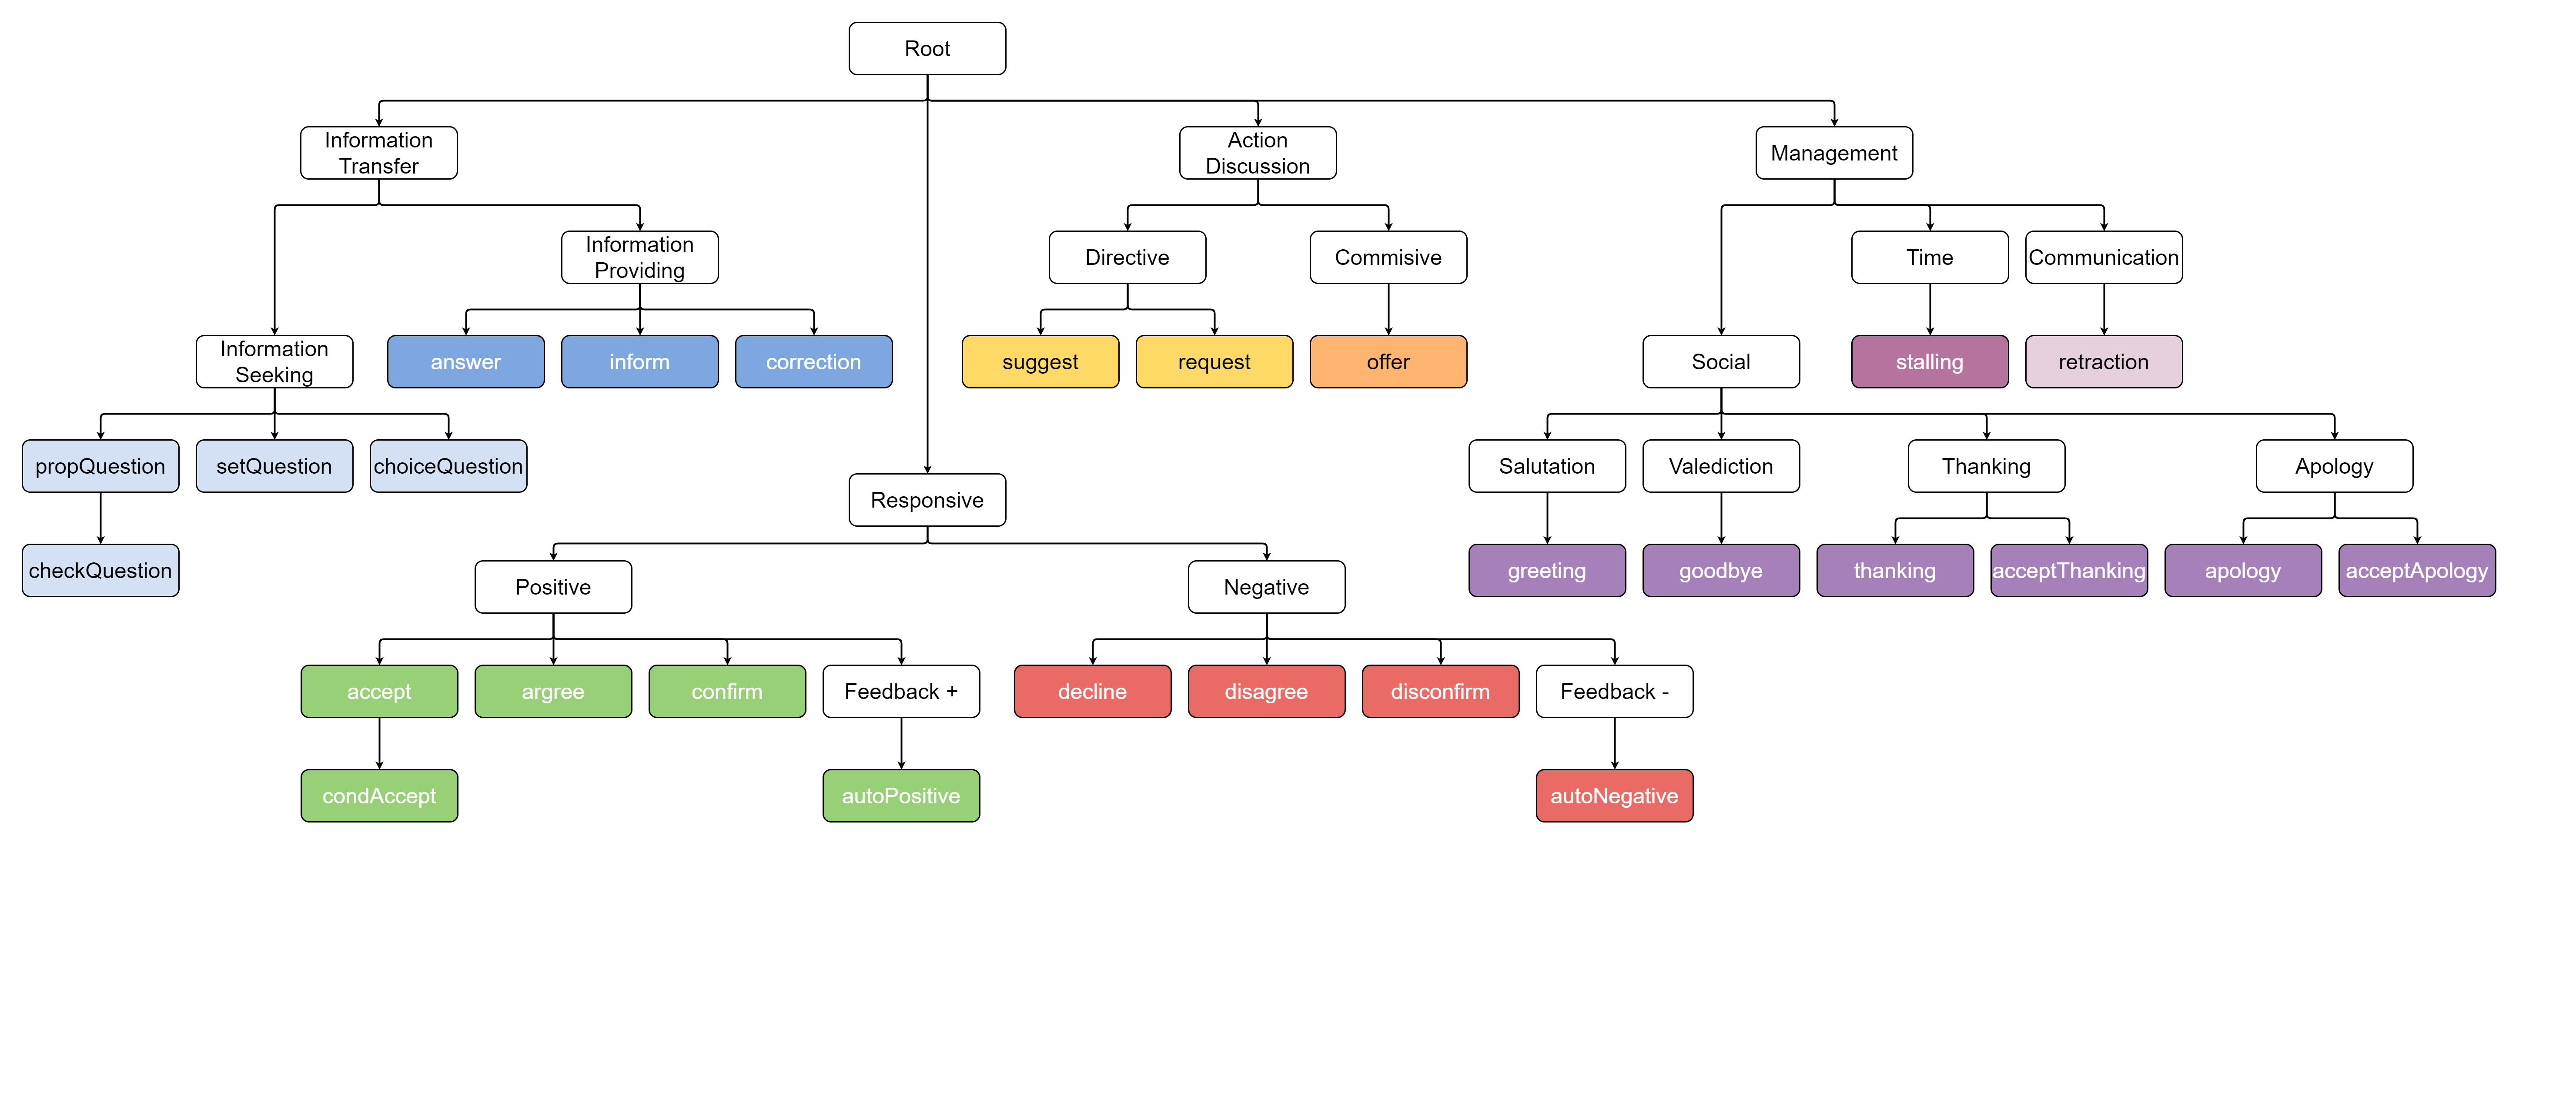 Root
Information
Transfer
Action
Discussion
Management
Information
Providing
Directive
Commisive
Time
Communication
Information
Seeking
answer
inform
correction
suggest
request
offer
Social
stalling
retraction
propQuestion
setQuestion
choiceQuestion
Responsive
Salutation
Valediction
Thanking
Apology
checkQuestion
Positive
Negative
greeting
goodbye
thanking
acceptThanking
apology
acceptApology
accept
argree
confirm
Feedback +
decline
disagree
disconfirm
Feedback -
condAccept
autoPositive
autoNegative